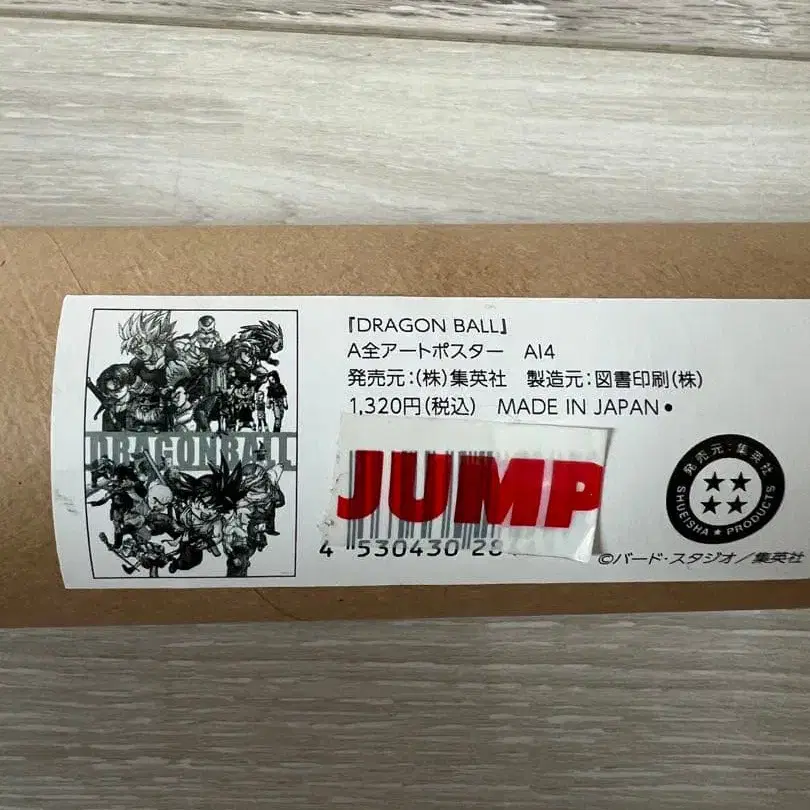 『DRAGON BALL』
A全アートポスター AI4
発売元:(株)集英社 製造元:図書印刷(株)
1,320円(税込) MADE IN JAPAN●
DRAGONBALL
JUMP
4 530430 28
発売元:集英社
SHUEISHA★PRODUCTS
©バード・スタジオ/集英社